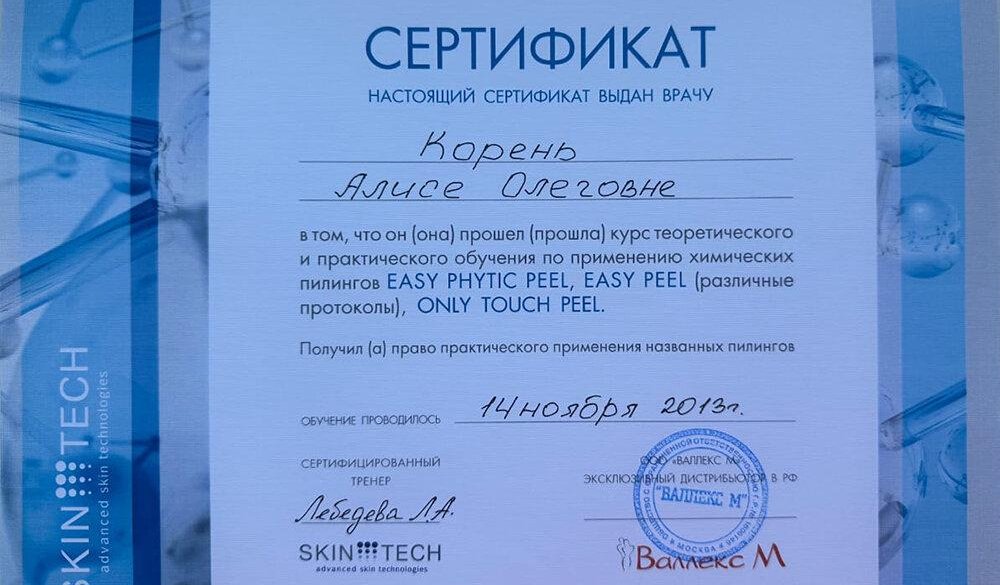 СЕРТИФИКАТ
НАСТОЯЩИЙ СЕРТИФИКАТ ВЫДАН ВРАЧУ
Корень
Алисе Олеговне
в том, что он (она) прошел (прошла) курс теоретического
и практического обучения по применению химических
пилингов EASY PHYTIC PEEL, EASY PEEL (различные
протоколы), ONLY TOUCH PEEL.
Получил (а) право практического применения названных пилингов
ОБУЧЕНИЕ ПРОВОДИЛОСЬ 14 ноября 2013г.
СЕРТИФИЦИРОВАННЫЙ
ТРЕНЕР
Лебедева Л.А.
SKIN TECH
advanced skin technologies
ООО «ВАЛЛЕКС М»
ЭКСКЛЮЗИВНЫЙ ДИСТРИБЬЮТОР В РФ
"ВАЛЛЕКС М"
МОСКВА
Валлекс М
SKIN TECH
advanced skin technologies